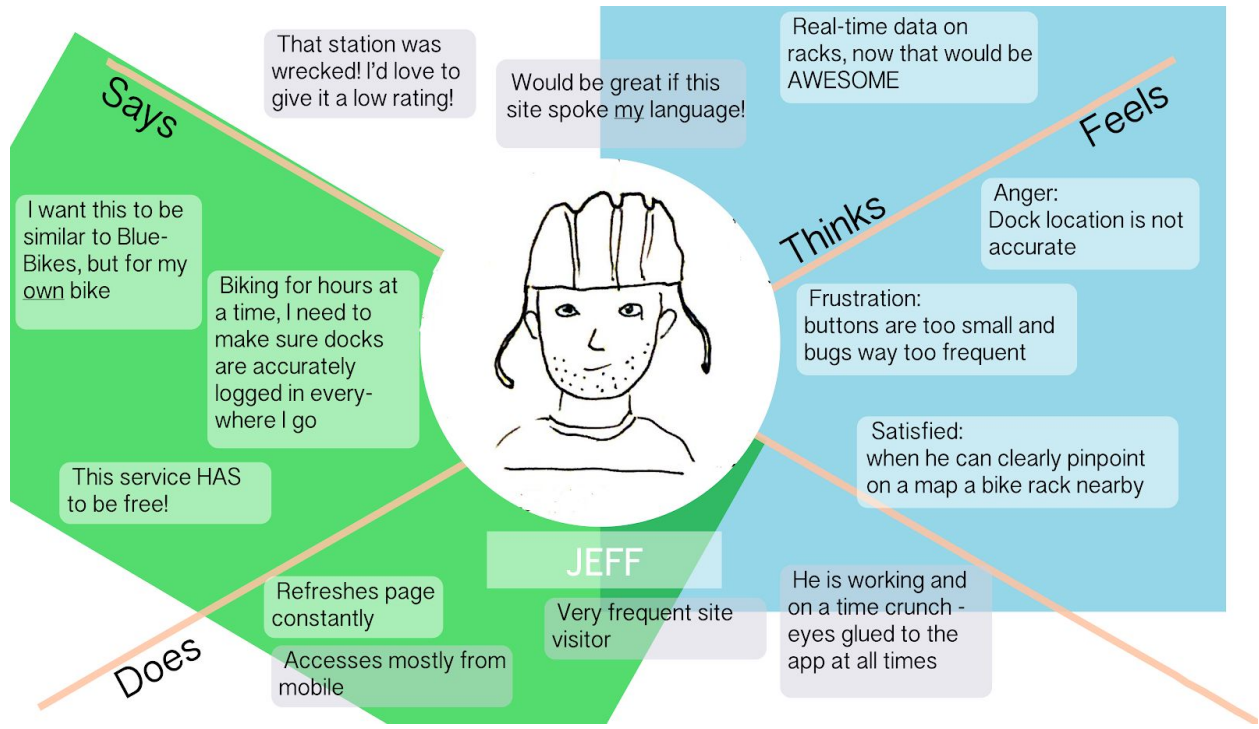 Says
That station was
wrecked! I'd love to
give it a low rating!
Would be great if this
site spoke my language!
Real-time data on
racks, now that would be
AWESOME
Thinks
Feels
Anger:
Dock location is not
accurate
Frustration:
buttons are too small and
bugs way too frequent
Satisfied:
when he can clearly pinpoint
on a map a bike rack nearby
I want this to be
similar to Blue-
Bikes, but for my
own bike
Biking for hours at
a time, I need to
make sure docks
are accurately
logged in every-
where I go
This service HAS
to be free!
JEFF
Does
Refreshes page
constantly
Accesses mostly from
mobile
Very frequent site
visitor
He is working and
on a time crunch -
eyes glued to the
app at all times